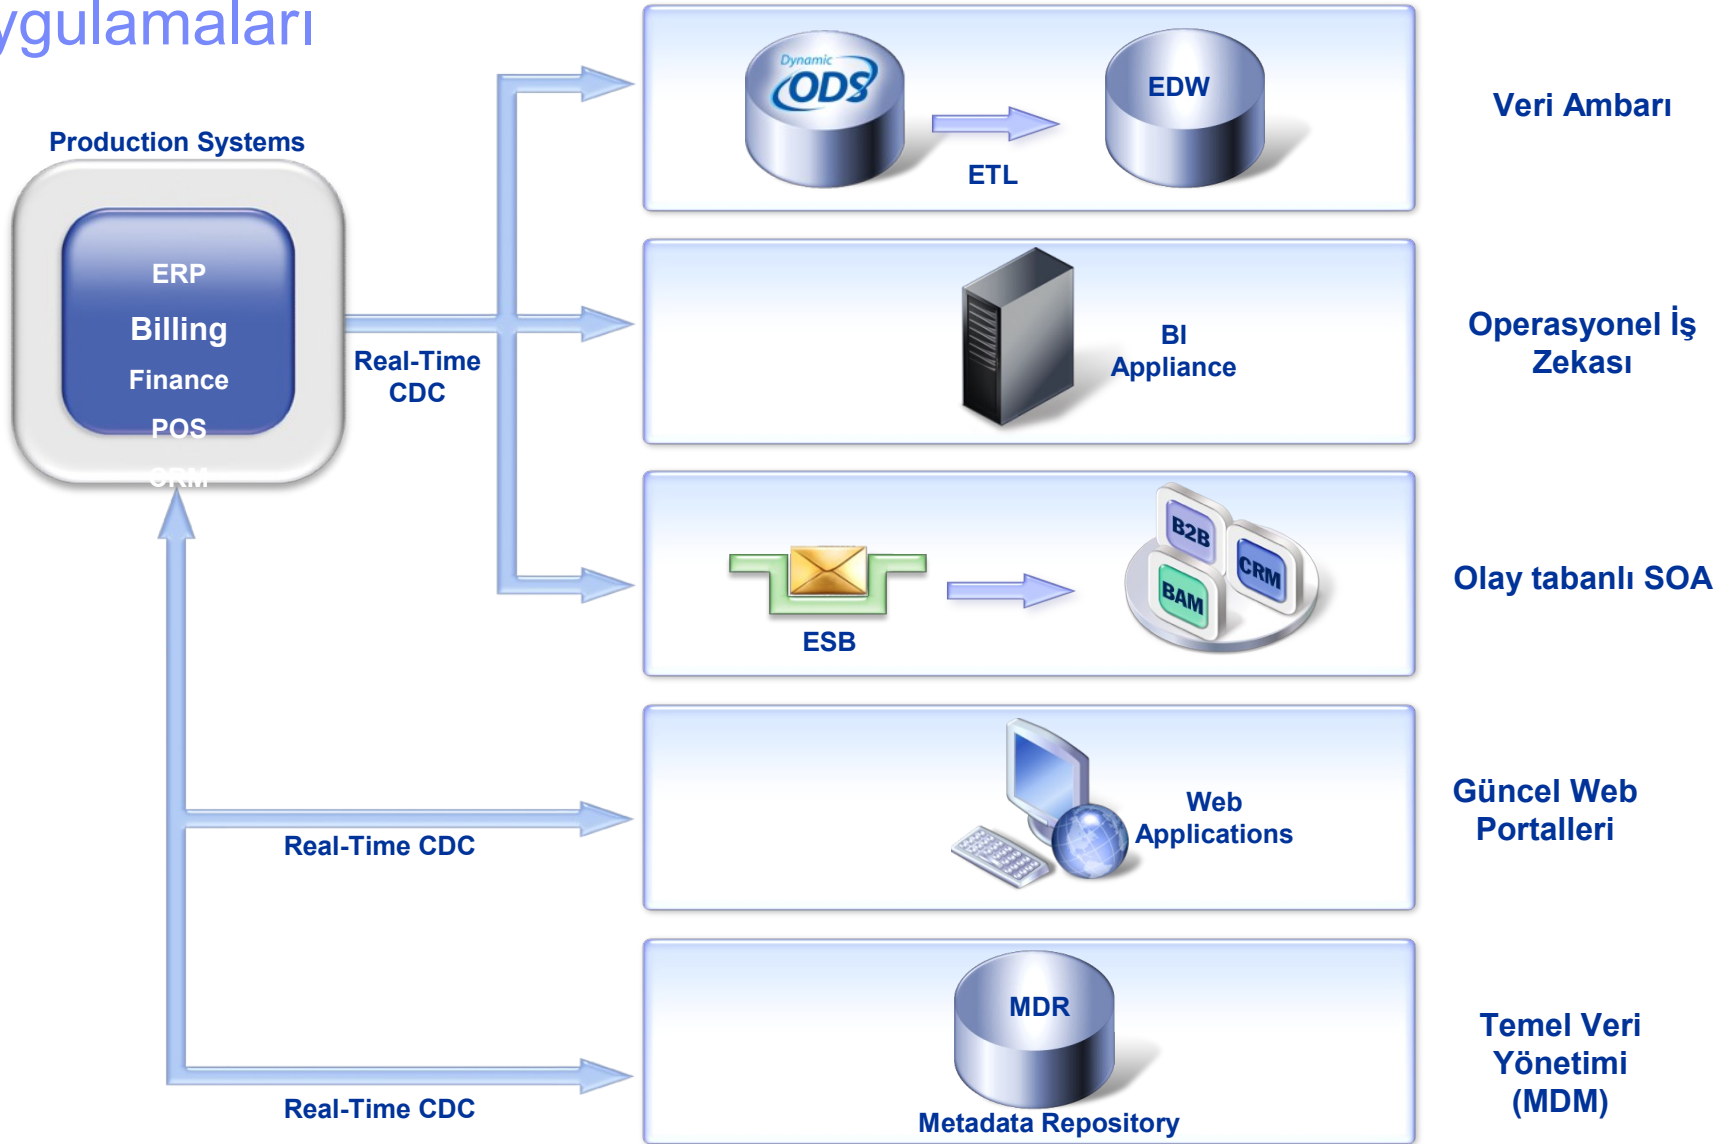 ygulamaları
Production Systems
ERP
Billing
Finance
POS
CRM
Real-Time
CDC
Dynamic
ODS
ETL
EDW
Veri Ambarı
BI
Appliance
Operasyonel İş
Zekası
ESB
B2B
CRM
BAM
Olay tabanlı SOA
Real-Time CDC
Web
Applications
Güncel Web
Portalleri
Real-Time CDC
MDR
Metadata Repository
Temel Veri
Yönetimi
(MDM)